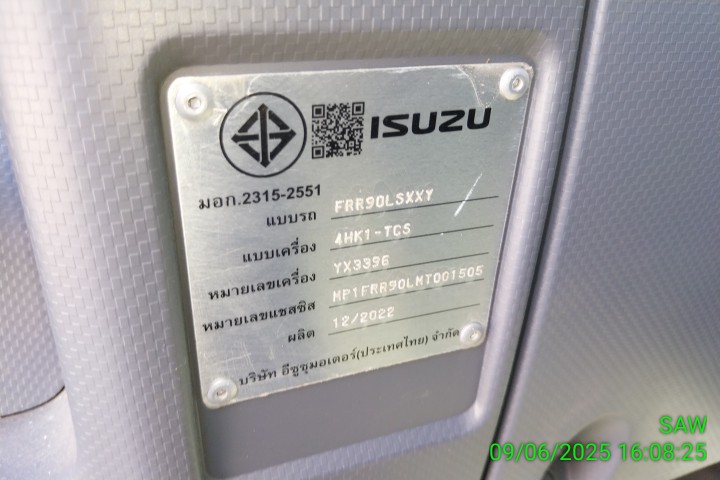 ISUZU
มอก.2315-2551
แบบรถ FRR90LSXXY
แบบเครื่อง 4HK1-TCS
หมายเลขเครื่อง YX3396
หมายเลขแชสซิส MP1FRR90LMT001505
ผลิต 12/2022
บริษัท อีซูซุมอเตอร์(ประเทศไทย) จำกัด
SAW
09/06/2025 16:08:25